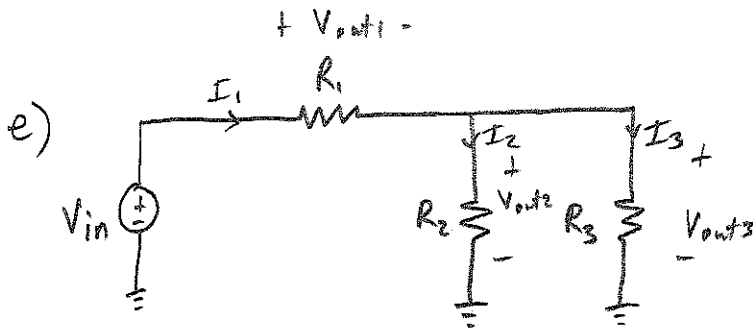 + Vout1 -
R1
I1
e)
I2
I3
+
+
Vin
+
-
R2
Vout2
R3
Vout3
-
-